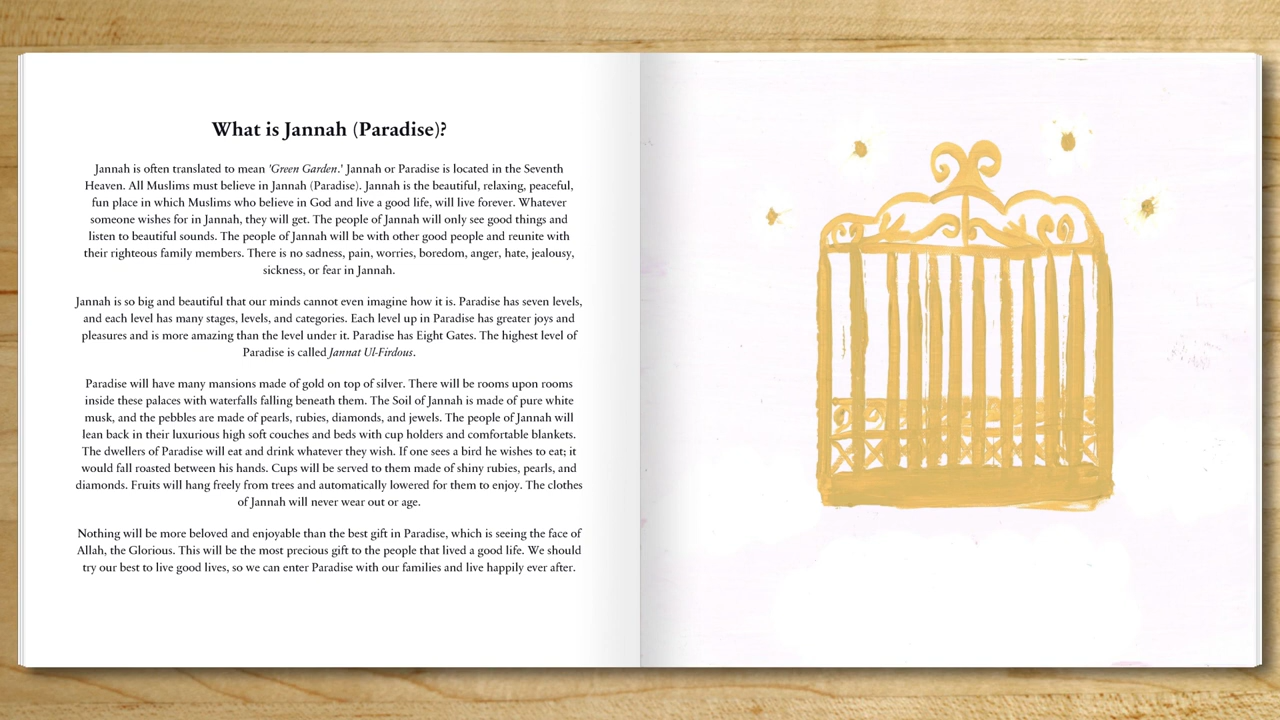 What is Jannah (Paradise)?
Jannah is often translated to mean 'Green Garden.' Jannah or Paradise is located in the Seventh
Heaven. All Muslims must believe in Jannah (Paradise). Jannah is the beautiful, relaxing, peaceful,
fun place in which Muslims who believe in God and live a good life, will live forever. Whatever
someone wishes for in Jannah, they will get. The people of Jannah will only see good things and
listen to beautiful sounds. The people of Jannah will be with other good people and reunite with
their righteous family members. There is no sadness, pain, worries, boredom, anger, hate, jealousy,
sickness, or fear in Jannah.
Jannah is so big and beautiful that our minds cannot even imagine how it is. Paradise has seven levels,
and each level has many stages, levels, and categories. Each level up in Paradise has greater joys and
pleasures and is more amazing than the level under it. Paradise has Eight Gates. The highest level of
Paradise is called Jannat Ul-Firdous.
Paradise will have many mansions made of gold on top of silver. There will be rooms upon rooms
inside these palaces with waterfalls falling beneath them. The Soil of Jannah is made of pure white
musk, and the pebbles are made of pearls, rubies, diamonds, and jewels. The people of Jannah will
lean back in their luxurious high soft couches and beds with cup holders and comfortable blankets.
The dwellers of Paradise will eat and drink whatever they wish. If one sees a bird he wishes to eat; it
would fall roasted between his hands. Cups will be served to them made of shiny rubies, pearls, and
diamonds. Fruits will hang freely from trees and automatically lowered for them to enjoy. The clothes
of Jannah will never wear out or age.
Nothing will be more beloved and enjoyable than the best gift in Paradise, which is seeing the face of
Allah, the Glorious. This will be the most precious gift to the people that lived a good life. We should
try our best to live good lives, so we can enter Paradise with our families and live happily ever after.